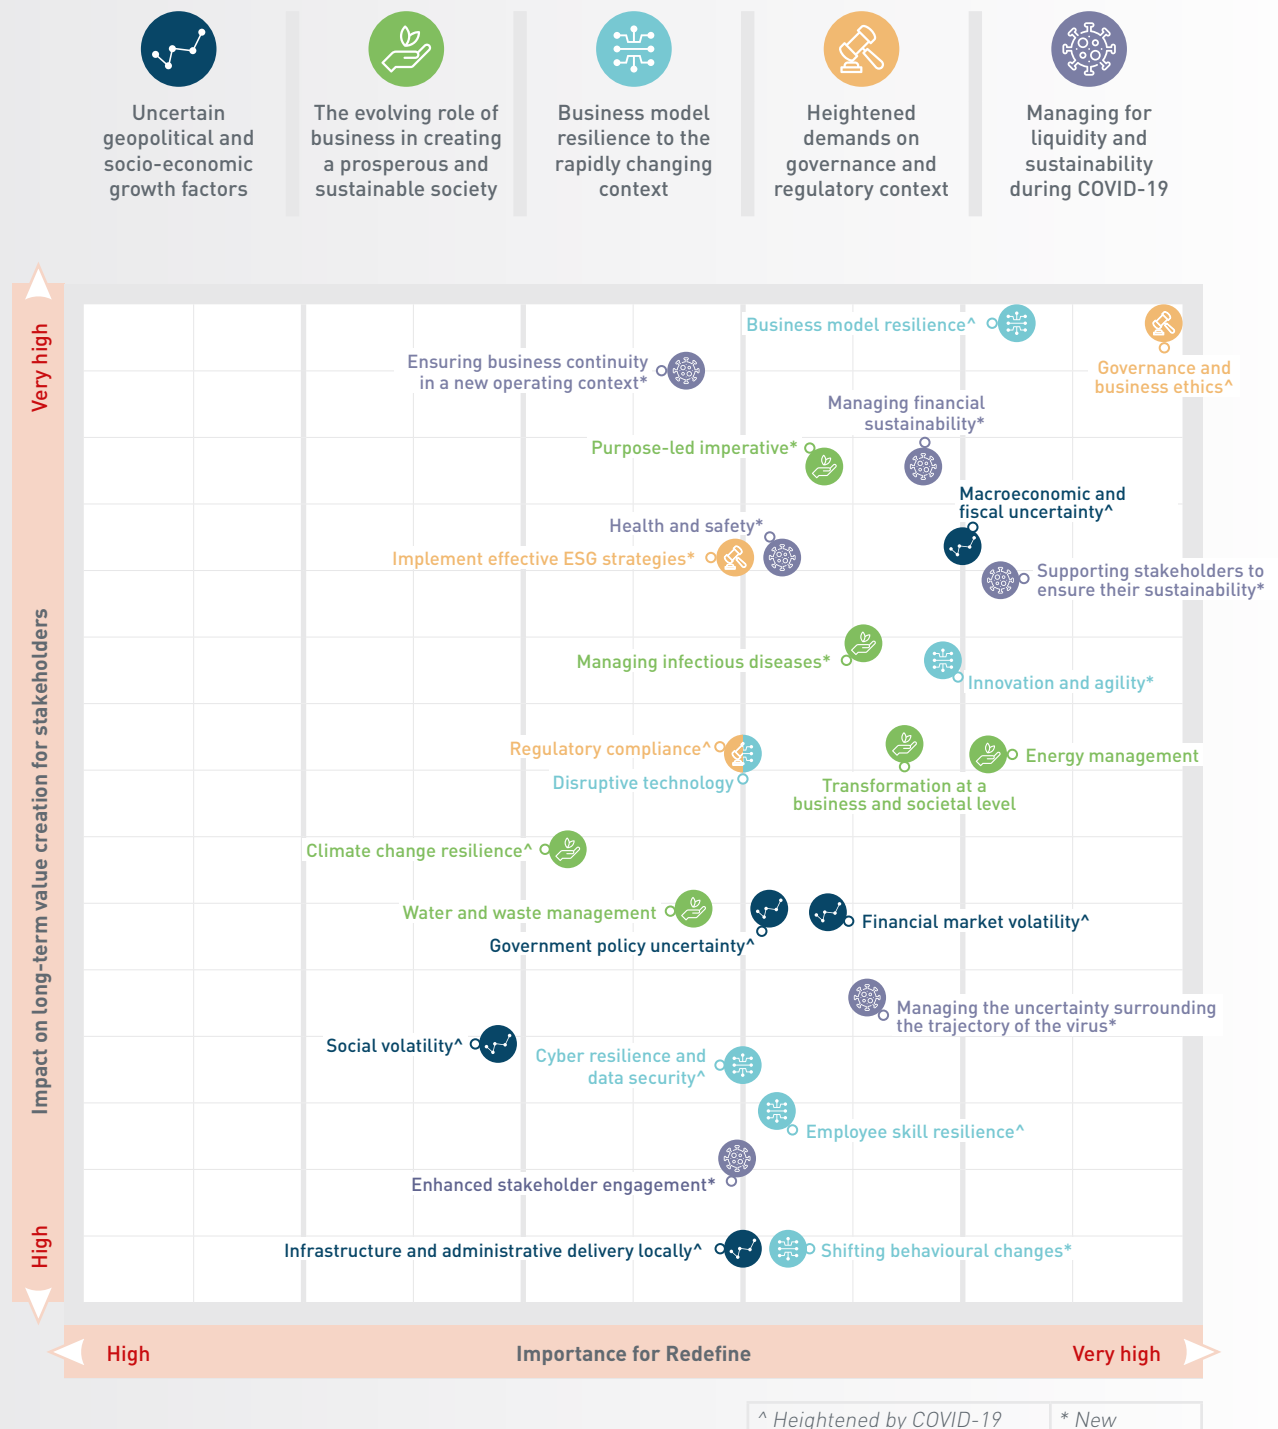 Uncertain
geopolitical and
socio-economic
growth factors
The evolving role of
business in creating
a prosperous and
sustainable society
Business model
resilience to the
rapidly changing
context
Heightened
demands on
governance and
regulatory context
Managing for
liquidity and
sustainability
during COVID-19
Very high
Impact on long-term value creation for stakeholders
High
Business model resilience^
Governance and
business ethics^
Ensuring business continuity
in a new operating context*
Managing financial
sustainability*
Purpose-led imperative*
Macroeconomic and
fiscal uncertainty^
Health and safety*
Implement effective ESG strategies*
Supporting stakeholders to
ensure their sustainability*
Managing infectious diseases*
Innovation and agility*
Regulatory compliance^
Disruptive technology
Energy management
Transformation at a
business and societal level
Climate change resilience^
Water and waste management
Government policy uncertainty^
Financial market volatility^
Managing the uncertainty surrounding
the trajectory of the virus*
Social volatility^
Cyber resilience and
data security^
Employee skill resilience^
Enhanced stakeholder engagement*
Infrastructure and administrative delivery locally^
Shifting behavioural changes*
High
Importance for Redefine
Very high
^ Heightened by COVID-19
* New